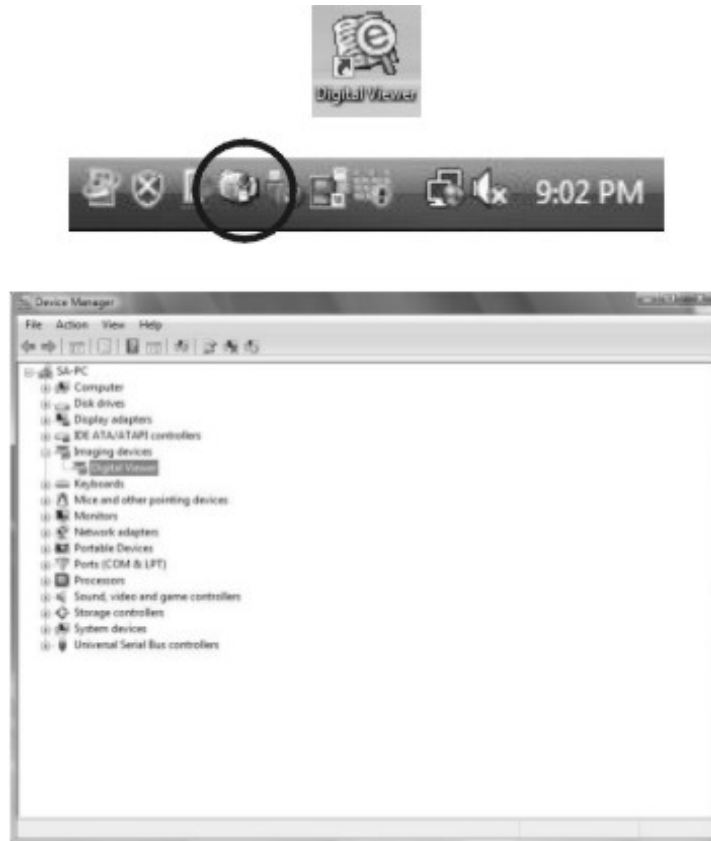 Digital Viewer
9:02 PM
Device Manager
File Action View Help
SA-PC
Computer
Disk drives
Display adapters
IDE ATA/ATAPI controllers
Imaging devices
Digital Viewer
Keyboards
Mice and other pointing devices
Monitors
Network adapters
Portable Devices
Ports (COM & LPT)
Processors
Sound, video and game controllers
Storage controllers
System devices
Universal Serial Bus controllers